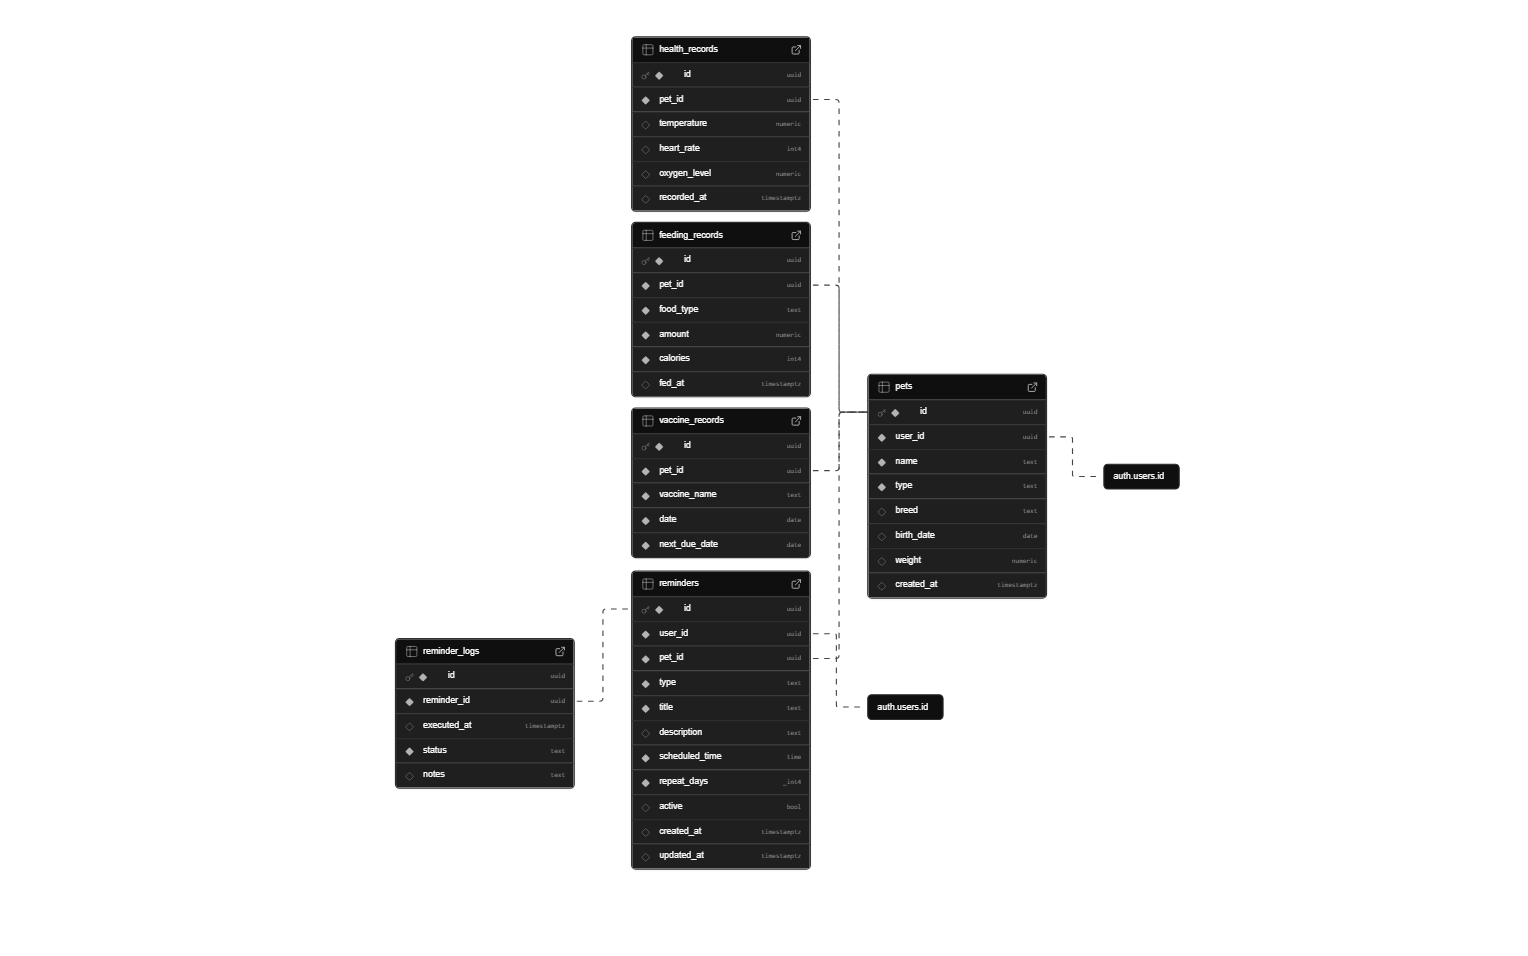 health_records
id uuid
pet_id uuid
temperature numeric
heart_rate int4
oxygen_level numeric
recorded_at timestamptz
feeding_records
id uuid
pet_id uuid
food_type text
amount numeric
calories int4
fed_at timestamptz
vaccine_records
id uuid
pet_id uuid
vaccine_name text
date date
next_due_date date
reminders
id uuid
user_id uuid
pet_id uuid
type text
title text
description text
scheduled_time time
repeat_days _int4
active bool
created_at timestamptz
updated_at timestamptz
reminder_logs
id uuid
reminder_id uuid
executed_at timestamptz
status text
notes text
pets
id uuid
user_id uuid
name text
type text
breed text
birth_date date
weight numeric
created_at timestamptz
auth.users.id
auth.users.id